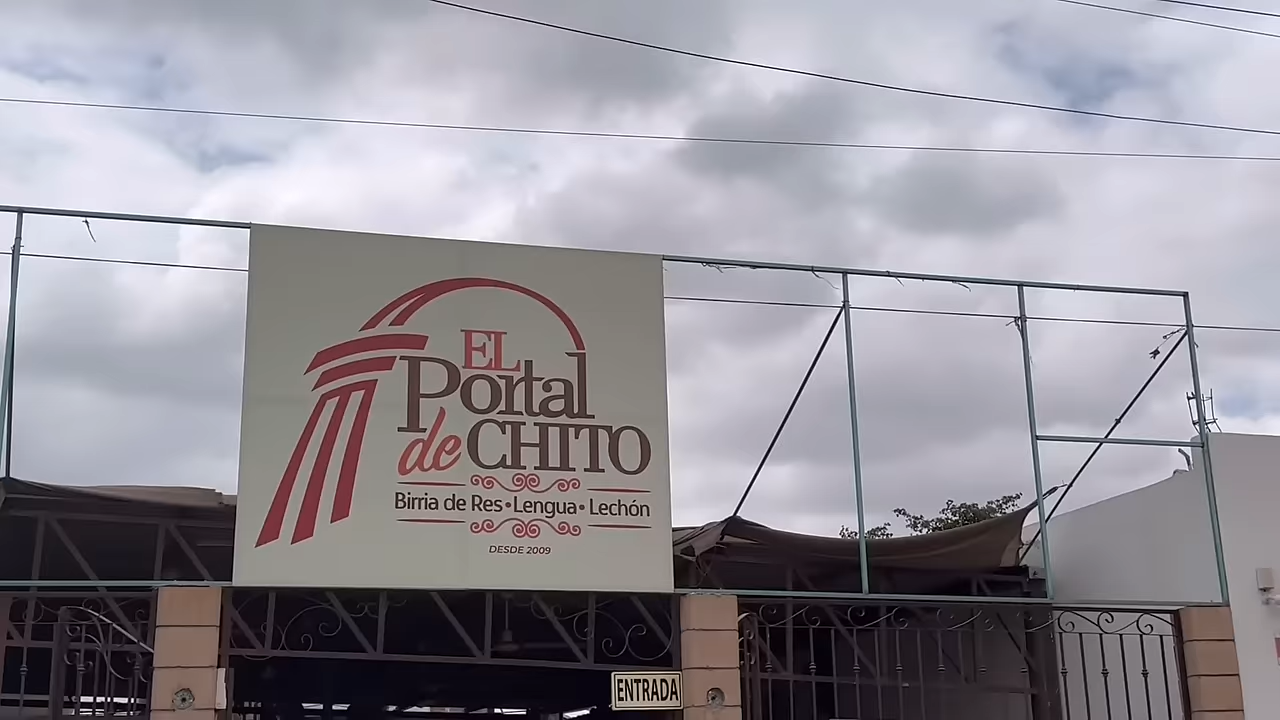 EL
Portal
de CHITO
Birria de Res • Lengua • Lechón
DESDE 2009
ENTRADA